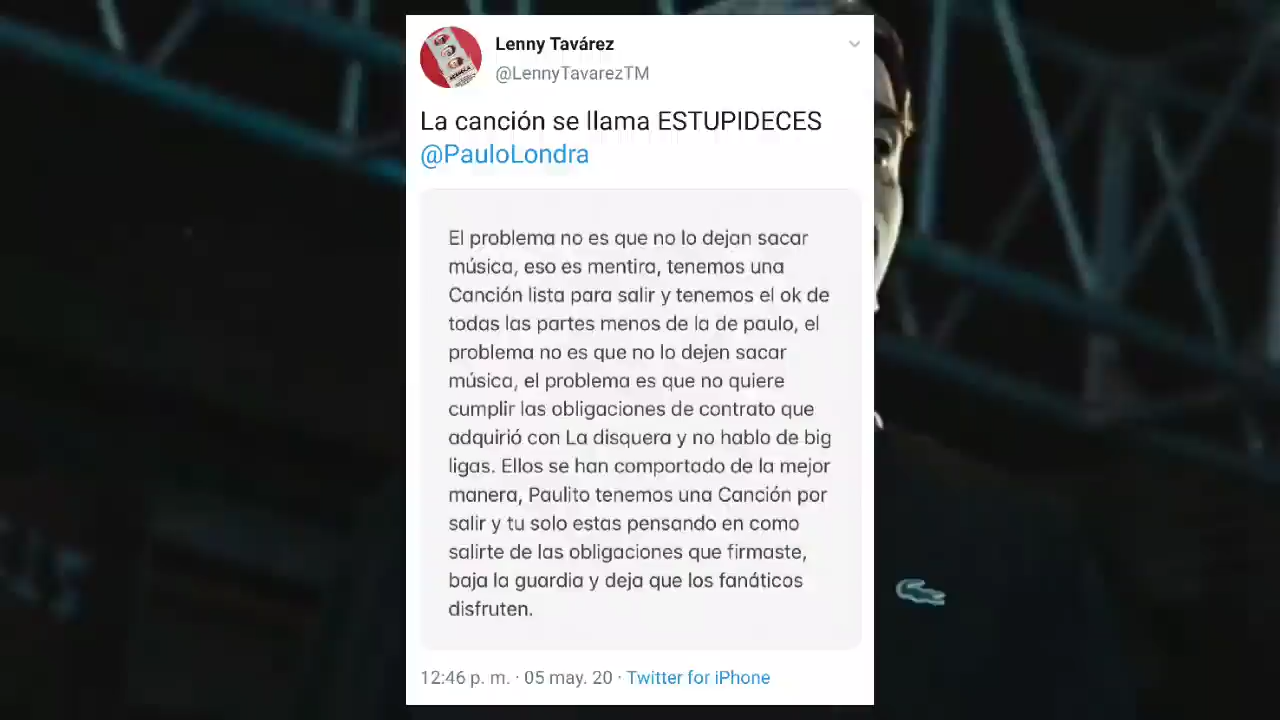 Lenny Tavárez
@LennyTavarezTM
La canción se llama ESTUPIDECES
@PauloLondra
El problema no es que no lo dejan sacar
música, eso es mentira, tenemos una
Canción lista para salir y tenemos el ok de
todas las partes menos de la de paulo, el
problema no es que no lo dejen sacar
música, el problema es que no quiere
cumplir las obligaciones de contrato que
adquirió con La disquera y no hablo de big
ligas. Ellos se han comportado de la mejor
manera, Paulito tenemos una Canción por
salir y tu solo estas pensando en como
salirte de las obligaciones que firmaste,
baja la guardia y deja que los fanáticos
disfruten.
12:46 p. m. · 05 may. 20 · Twitter for iPhone